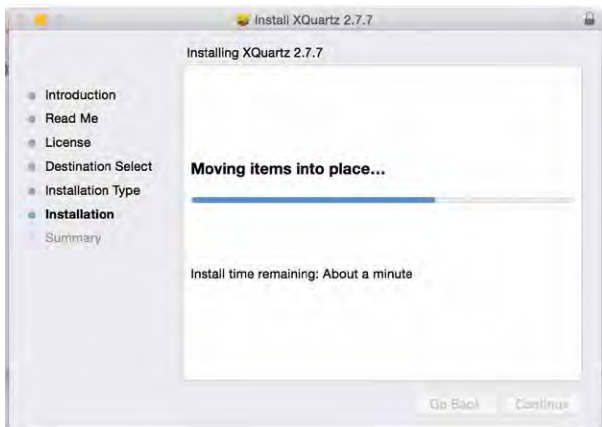 Install XQuartz 2.7.7
Installing XQuartz 2.7.7
Introduction
Read Me
License
Destination Select
Installation Type
Installation
Summary
Moving items into place...
Install time remaining: About a minute
Go Back
Continue